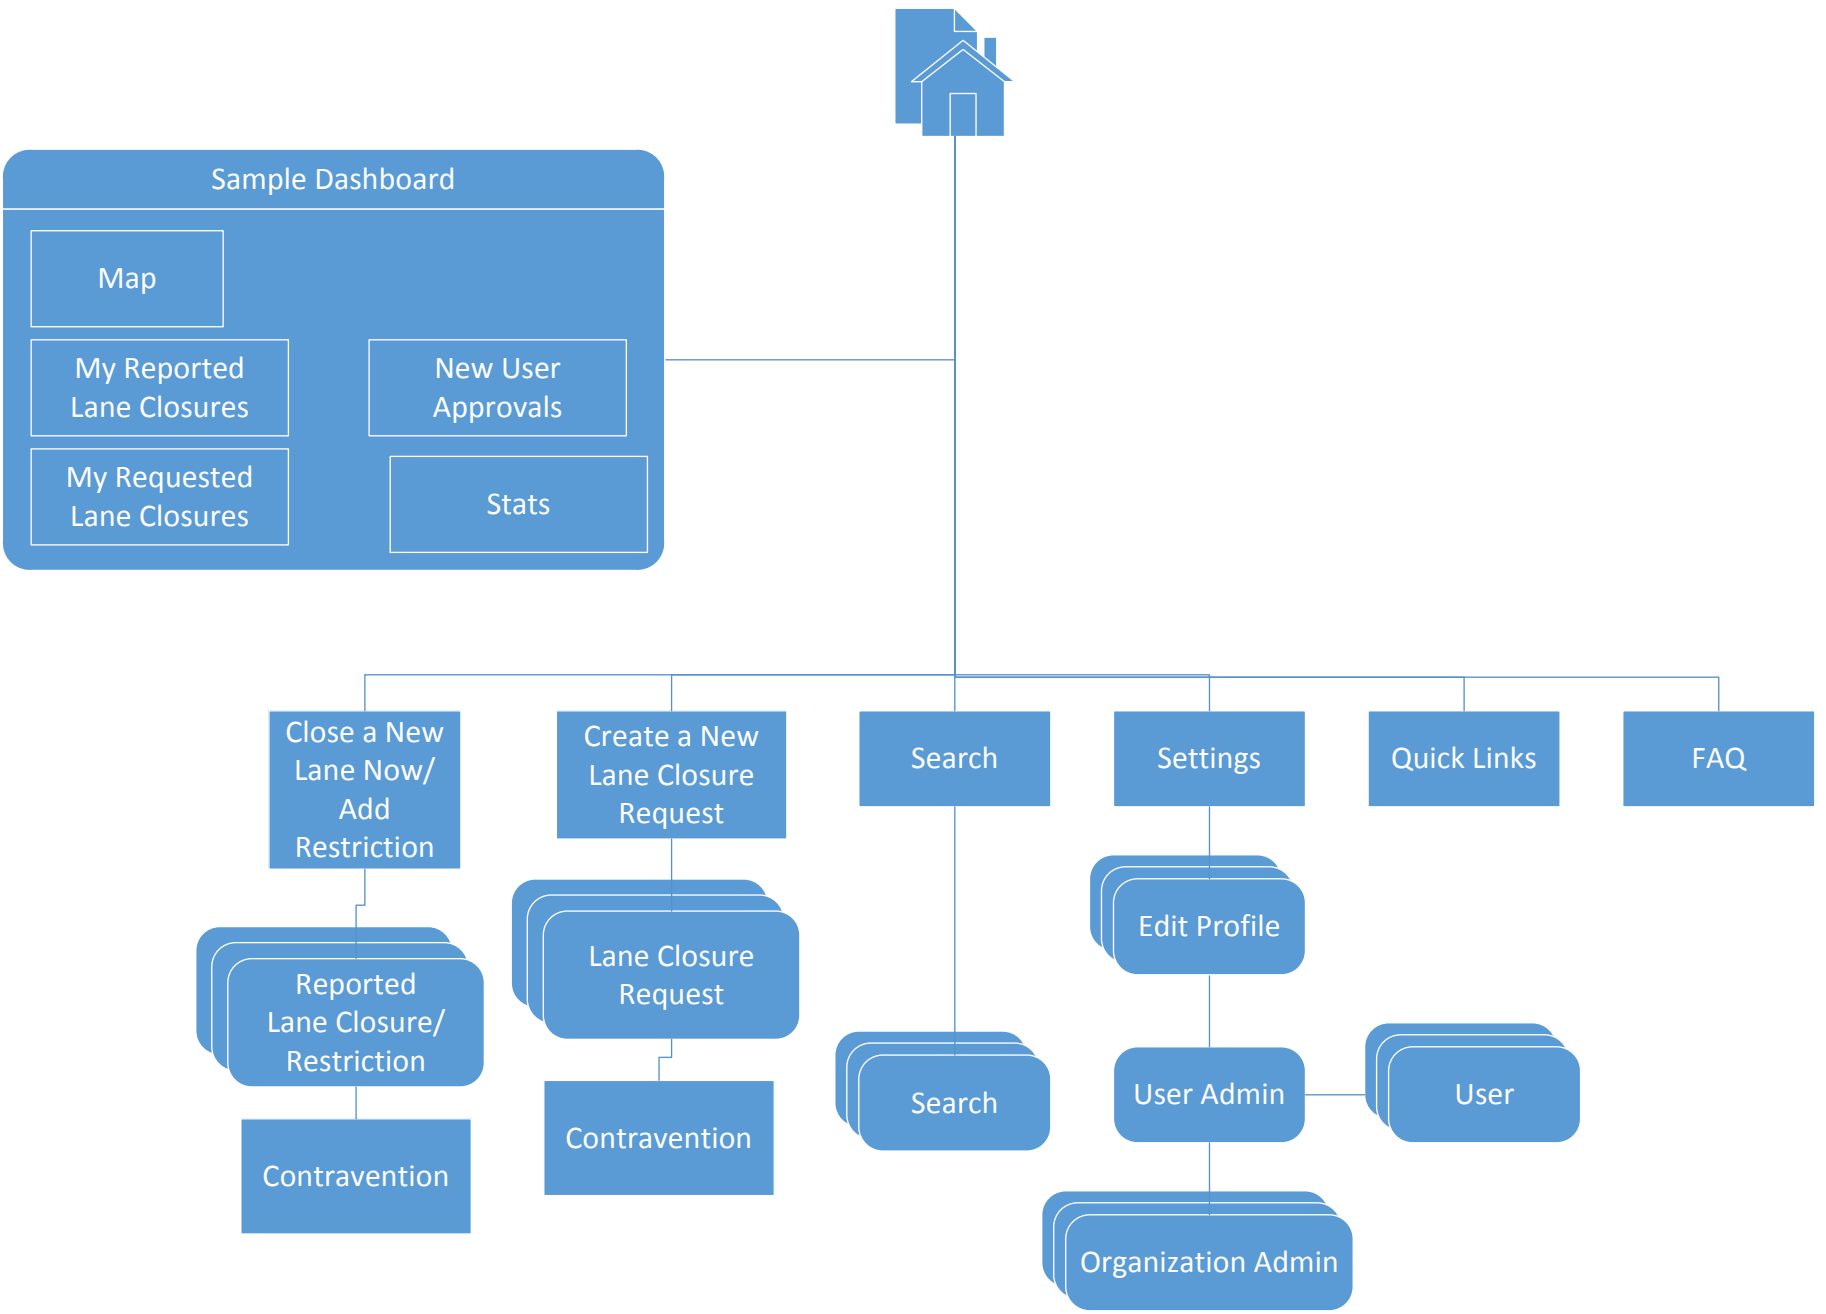 Sample Dashboard
Map
My Reported
Lane Closures
New User
Approvals
My Requested
Lane Closures
Stats
Close a New
Lane Now/
Add
Restriction
Create a New
Lane Closure
Request
Search
Settings
Quick Links
FAQ
Reported
Lane Closure/
Restriction
Lane Closure
Request
Search
Edit Profile
User Admin
User
Contravention
Contravention
Organization Admin